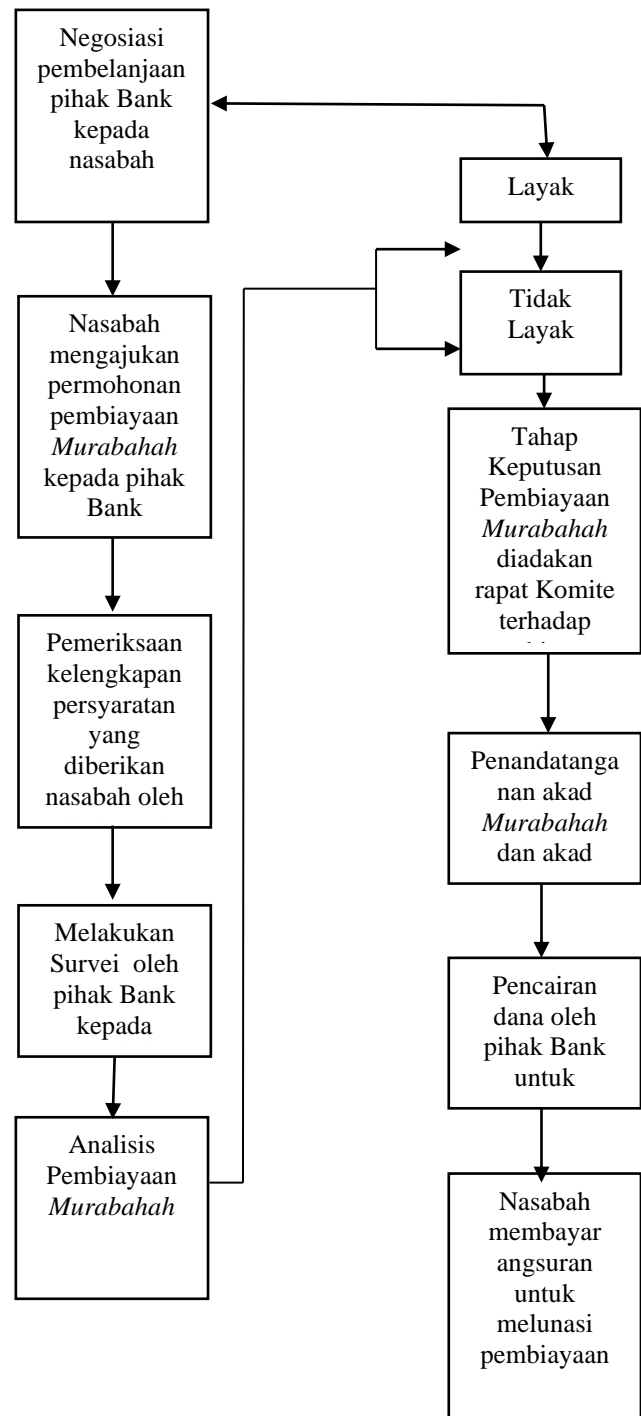 Negosiasi
pembelanjaan
pihak Bank
kepada
nasabah
Nasabah
mengajukan
permohonan
pembiayaan
Murabahah
kepada pihak
Bank
Pemeriksaan
kelengkapan
persyaratan
yang
diberikan
nasabah oleh
Melakukan
Survei oleh
pihak Bank
kepada
Analisis
Pembiayaan
Murabahah
Layak
Tidak
Layak
Tahap
Keputusan
Pembiayaan
Murabahah
diadakan
rapat Komite
terhadap
Penandatanga
nan akad
Murabahah
dan akad
Pencairan
dana oleh
pihak Bank
untuk
Nasabah
membayar
angsuran
untuk
melunasi
pembiayaan